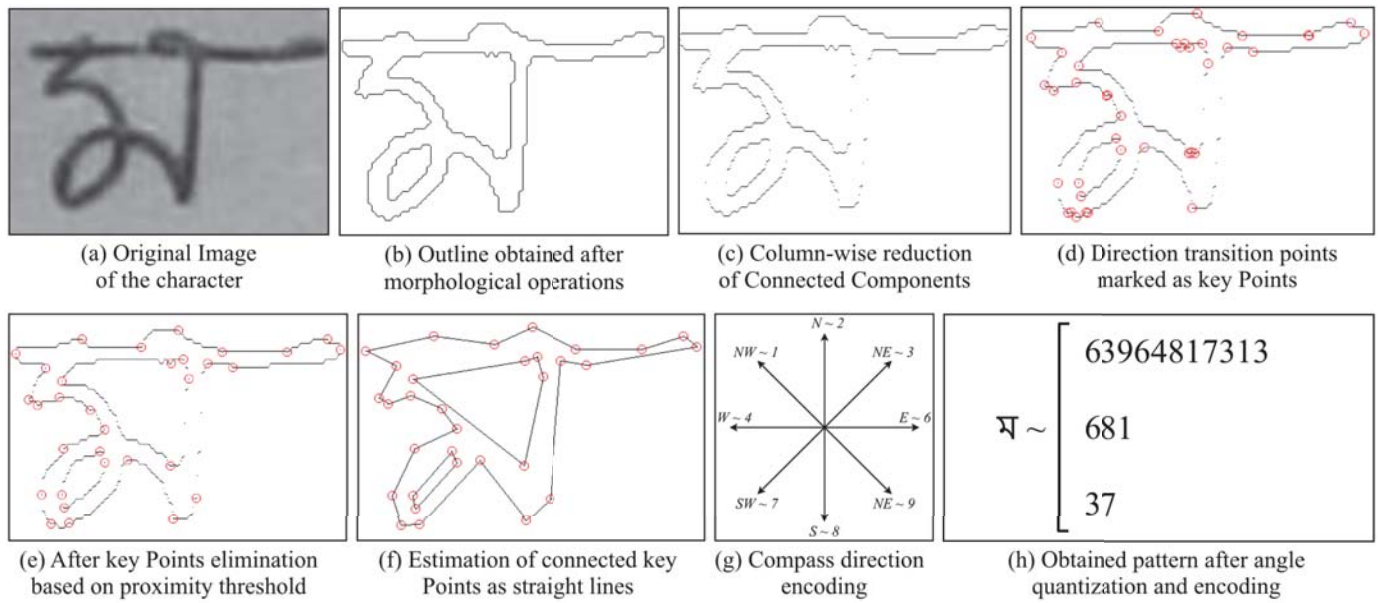 (a) Original Image
of the character
(b) Outline obtained after
morphological operations
(c) Column-wise reduction
of Connected Components
(d) Direction transition points
marked as key Points
(e) After key Points elimination
based on proximity threshold
(f) Estimation of connected key
Points as straight lines
N ~ 2
NW ~ 1
NE ~ 3
W ~ 4
E ~ 6
SW ~ 7
NE ~ 9
S ~ 8
(g) Compass direction
encoding
63964817313
ম ~
681
37
(h) Obtained pattern after angle
quantization and encoding